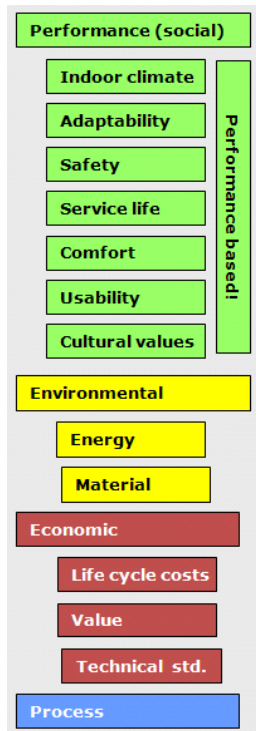 Performance (social)
Indoor climate
Adaptability
Safety
Service life
Comfort
Usability
Cultural values
Performance based!
Environmental
Energy
Material
Economic
Life cycle costs
Value
Technical std.
Process